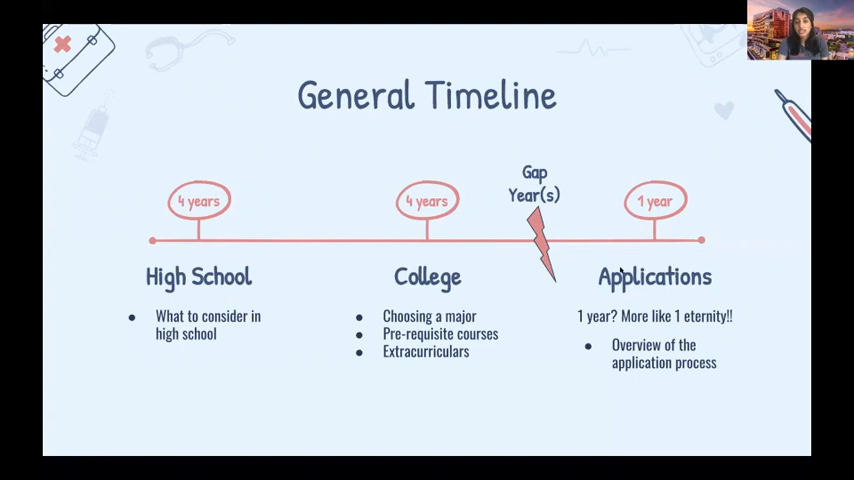 General Timeline
Gap
Year(s)
4 years
4 years
1 year
High School
College
Applications
What to consider in
high school
Choosing a major
Pre-requisite courses
Extracurriculars
1 year? More like 1 eternity!!
Overview of the
application process